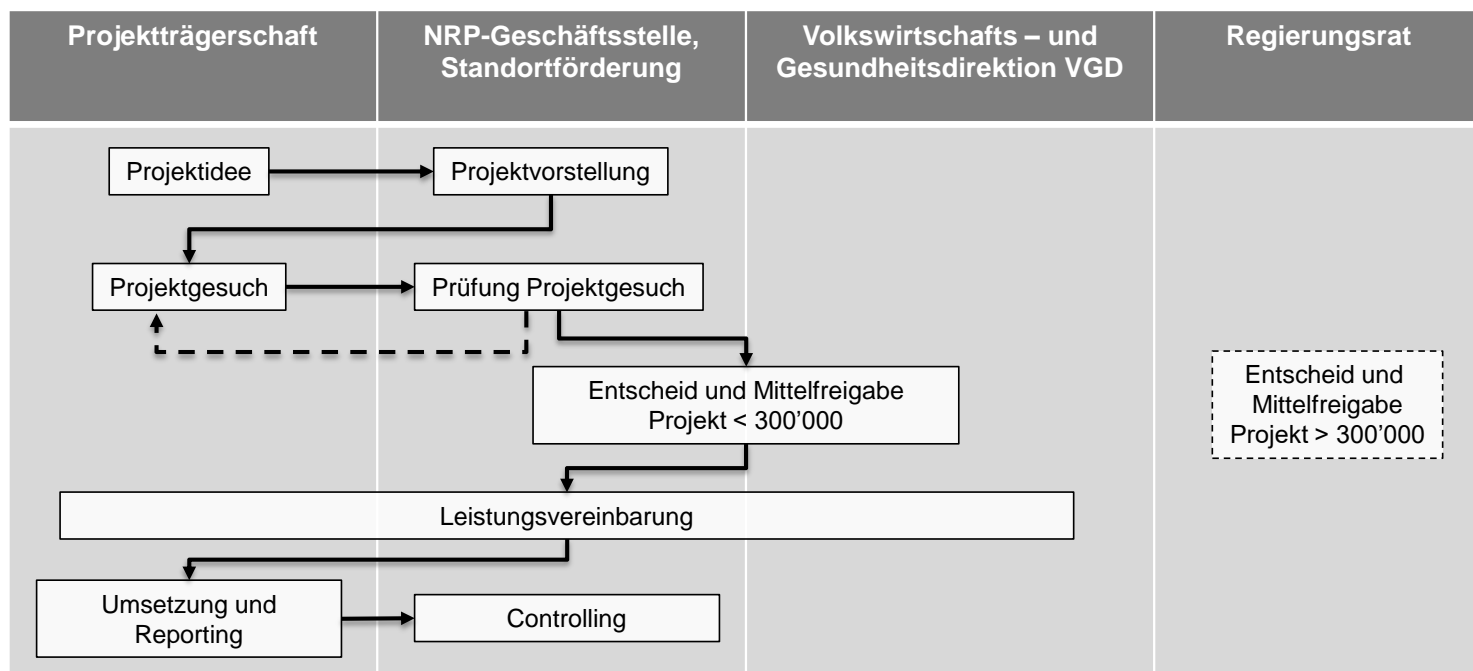 Projektträgerschaft
NRP-Geschäftsstelle,
Standortfördérung
Volkswirtschafts – und
Gesundheitsdirektion VGD
Regierungsrat
Projektidee
Projektvorstellung
Projektgesuch
Prüfung Projektgesuch
Entscheid und Mittelfreigabe
Projekt < 300’000
Entscheid und
Mittelfreigabe
Projekt > 300’000
Leistungsvereinbarung
Umsetzung und
Reporting
Controlling